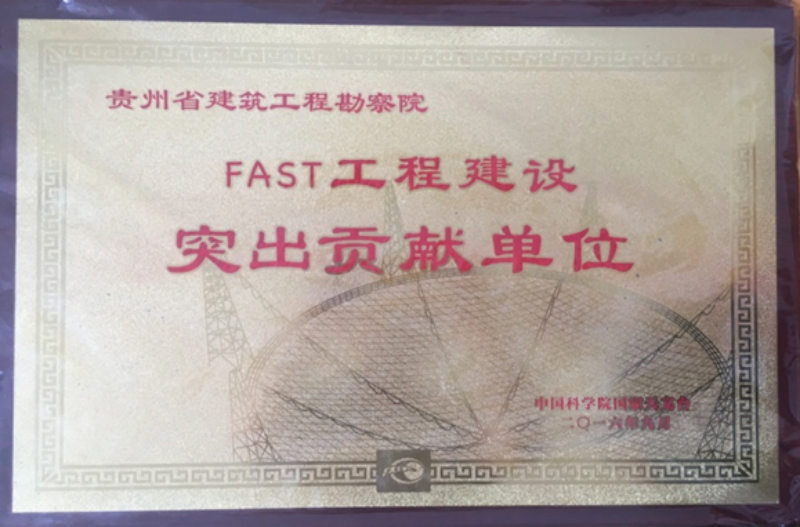 贵州省建筑工程勘察院
FAST工程建设
突出贡献单位
中国科学院国家天文台
二〇一六年九月